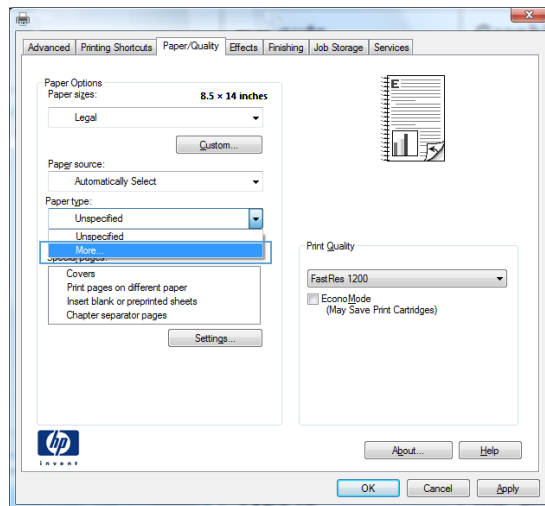 Advanced
Printing Shortcuts
Paper/Quality
Effects
Finishing
Job Storage
Services
Paper Options
Paper sizes:
8.5 × 14 inches
Legal
Custom...
Paper source:
Automatically Select
Paper type:
Unspecified
Unspecified
More...
Special pages:
Covers
Print pages on different paper
Insert blank or preprinted sheets
Chapter separator pages
Settings...
E
Print Quality
FastRes 1200
EconoMode
(May Save Print Cartridges)
hp
invent
About...
Help
OK
Cancel
Apply